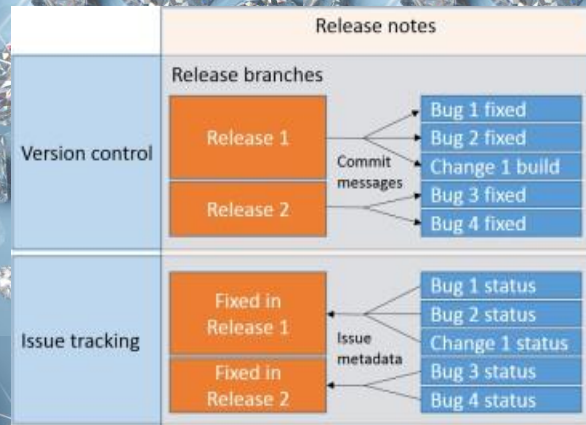 Release notes
Version control
Release branches
Release 1
Release 2
Commit
messages
Bug 1 fixed
Bug 2 fixed
Change 1 build
Bug 3 fixed
Bug 4 fixed
Issue tracking
Fixed in
Release 1
Fixed in
Release 2
Issue
metadata
Bug 1 status
Bug 2 status
Change 1 status
Bug 3 status
Bug 4 status